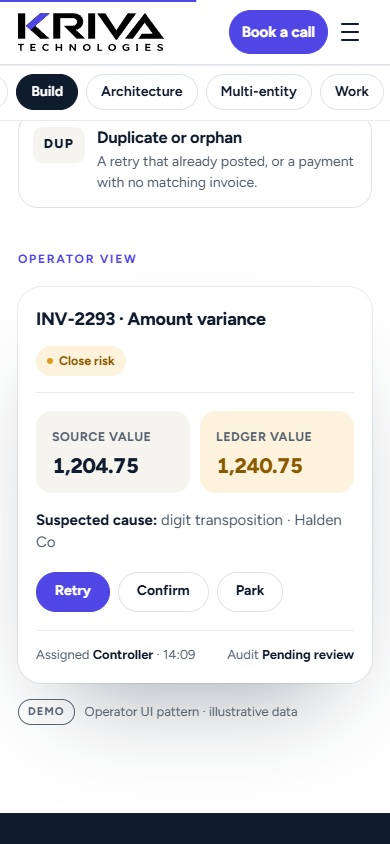 KRIVA
TECHNOLOGIES
Book a call
Build
Architecture
Multi-entity
Work
DUP
Duplicate or orphan
A retry that already posted, or a payment
with no matching invoice.
OPERATOR VIEW
INV-2293 · Amount variance
Close risk
SOURCE VALUE
1,204.75
LEDGER VALUE
1,240.75
Suspected cause: digit transposition · Halden
Co
Retry
Confirm
Park
Assigned Controller · 14:09
Audit Pending review
DEMO
Operator UI pattern · illustrative data